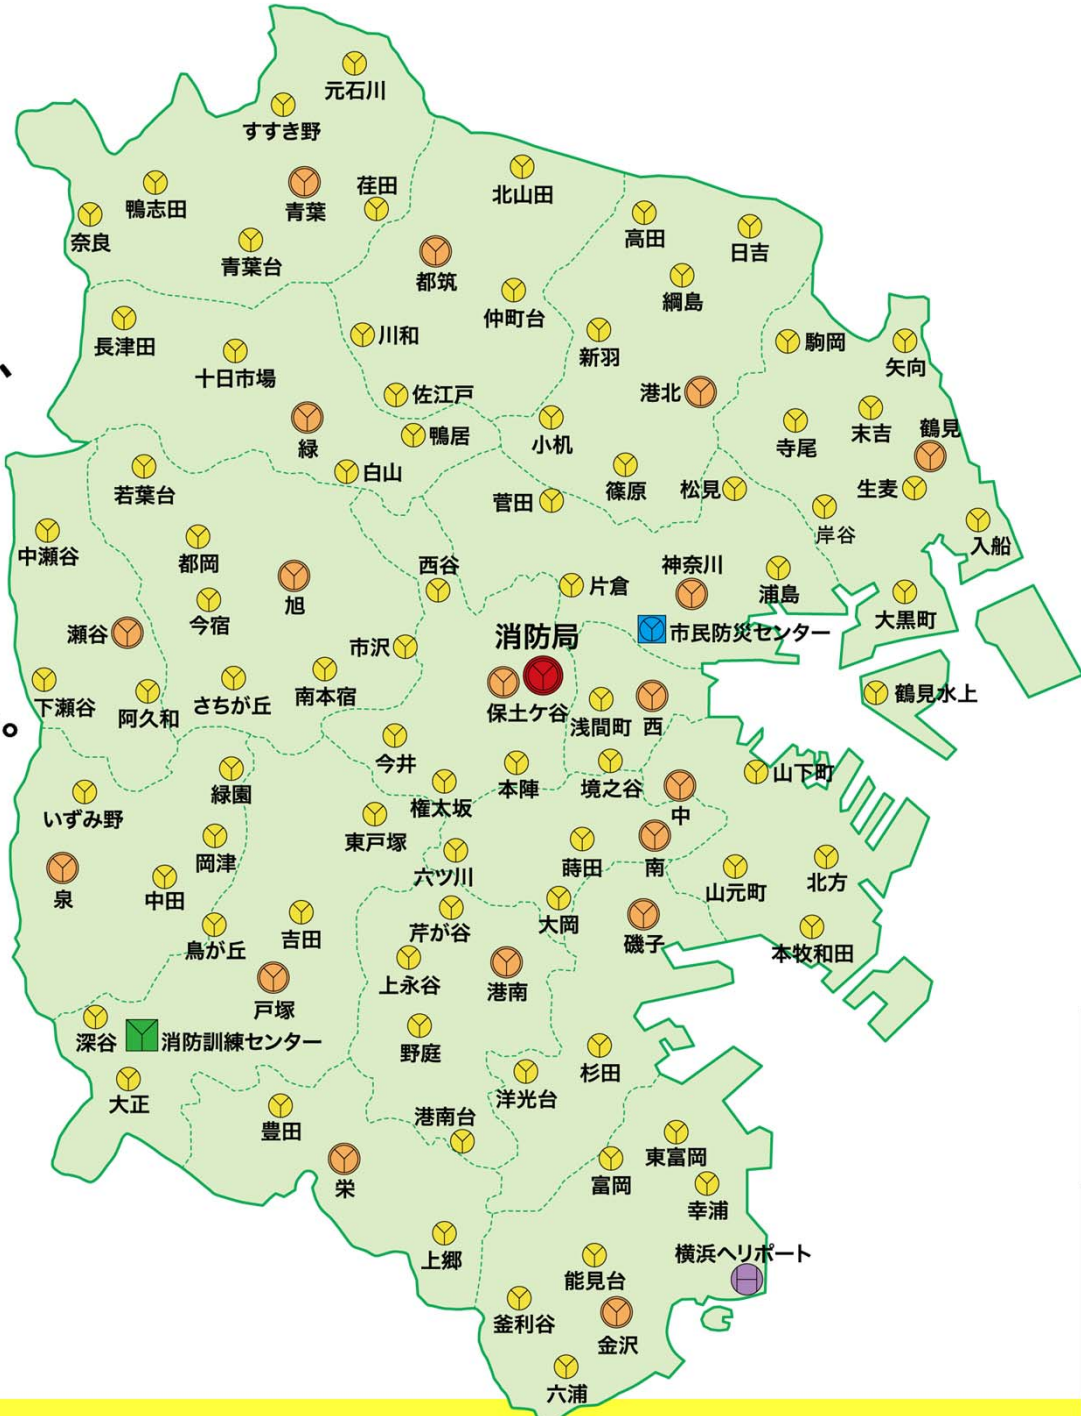 元石川
すすき野
鴨志田
青葉
荏田
北山田
奈良
青葉台
都筑
高田
日吉
綱島
仲町台
長津田
川和
新羽
駒岡
矢向
十日市場
佐江戸
港北
緑
鴨居
小机
寺尾
末吉
鶴見
白山
若葉台
菅田
篠原
松見
生麦
岸谷
入船
中瀬谷
都岡
西谷
神奈川
旭
今宿
片倉
浦島
大黒町
瀬谷
市沢
消防局
市民防災センター
下瀬谷
阿久和
さちが丘
南本宿
保土ケ谷
浅間町
西
鶴見水上
今井
緑園
権太坂
本陣
境之谷
中
山下町
いずみ野
東戸塚
岡津
六ツ川
蒔田
南
山元町
北方
泉
中田
鳥が丘
吉田
芹が谷
大岡
磯子
本牧和田
戸塚
上永谷
港南
深谷
消防訓練センター
野庭
杉田
大正
洋光台
豊田
港南台
東富岡
栄
富岡
幸浦
上郷
能見台
横浜ヘリポート
釜利谷
金沢
六浦
、
。